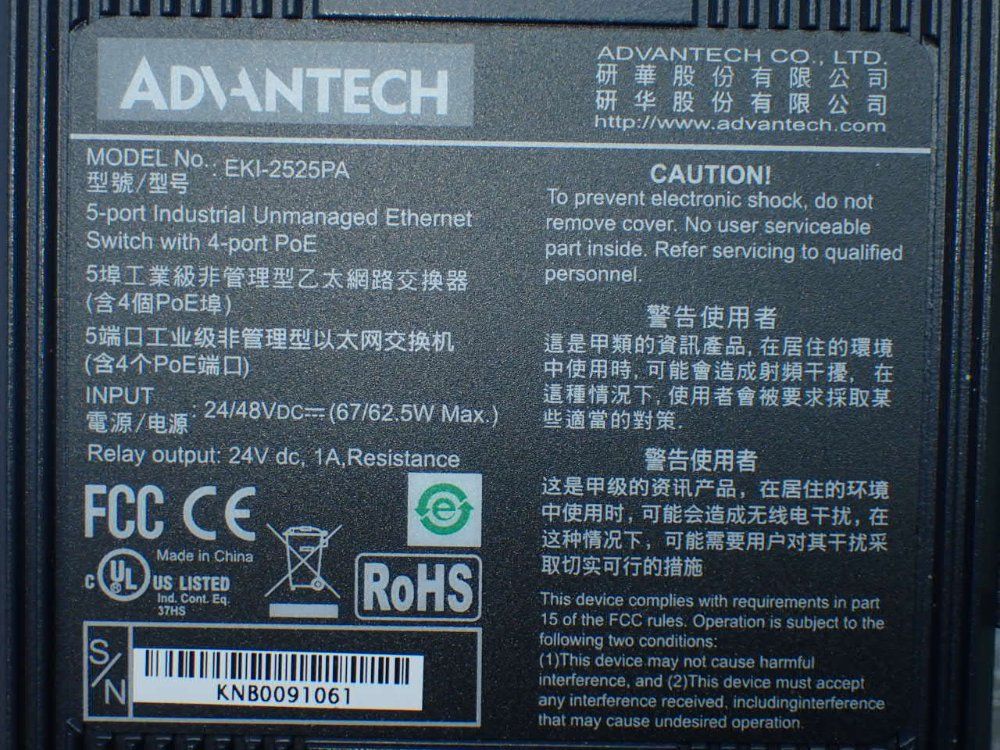 ADVANTECH
ADVANTECH CO., LTD.
研華股份有限公司
研华股份有限公司
http://www.advantech.com
MODEL No.: EKI-2525PA
型號/型号
5-port Industrial Unmanaged Ethernet
Switch with 4-port PoE
5埠工業級非管理型乙太網路交換器
(含4個PoE埠)
5端口工业级非管理型以太网交换机
(含4个PoE端口)
INPUT
電源/电源 : 24/48VDC⎓(67/62.5W Max.)
Relay output: 24V dc, 1A,Resistance
FCC CE
e
Made in China
c UL US LISTED
Ind. Cont. Eq.
37HS
RoHS
S/N
KNB0091061
CAUTION!
To prevent electronic shock, do not
remove cover. No user serviceable
part inside. Refer servicing to qualified
personnel.
警告使用者
這是甲類的資訊產品, 在居住的環境
中使用時, 可能會造成射頻干擾, 在
這種情況下, 使用者會被要求採取某
些適當的對策.
警告使用者
这是甲级的资讯产品，在居住的环境
中使用时, 可能会造成无线电干扰, 在
这种情况下，可能需要用户对其干扰采
取切实可行的措施
This device complies with requirements in part
15 of the FCC rules. Operation is subject to the
following two conditions:
(1)This device may not cause harmful
interference, and (2)This device must accept
any interference received, includinginterference
that may cause undesired operation.